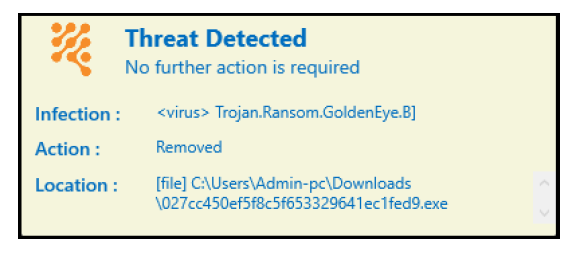 Threat Detected
No further action is required
Infection : <virus> Trojan.Ransom.GoldenEye.B]
Action : Removed
Location : [file] C:\Users\Admin-pc\Downloads
\027cc450ef5f8c5f653329641ec1fed9.exe